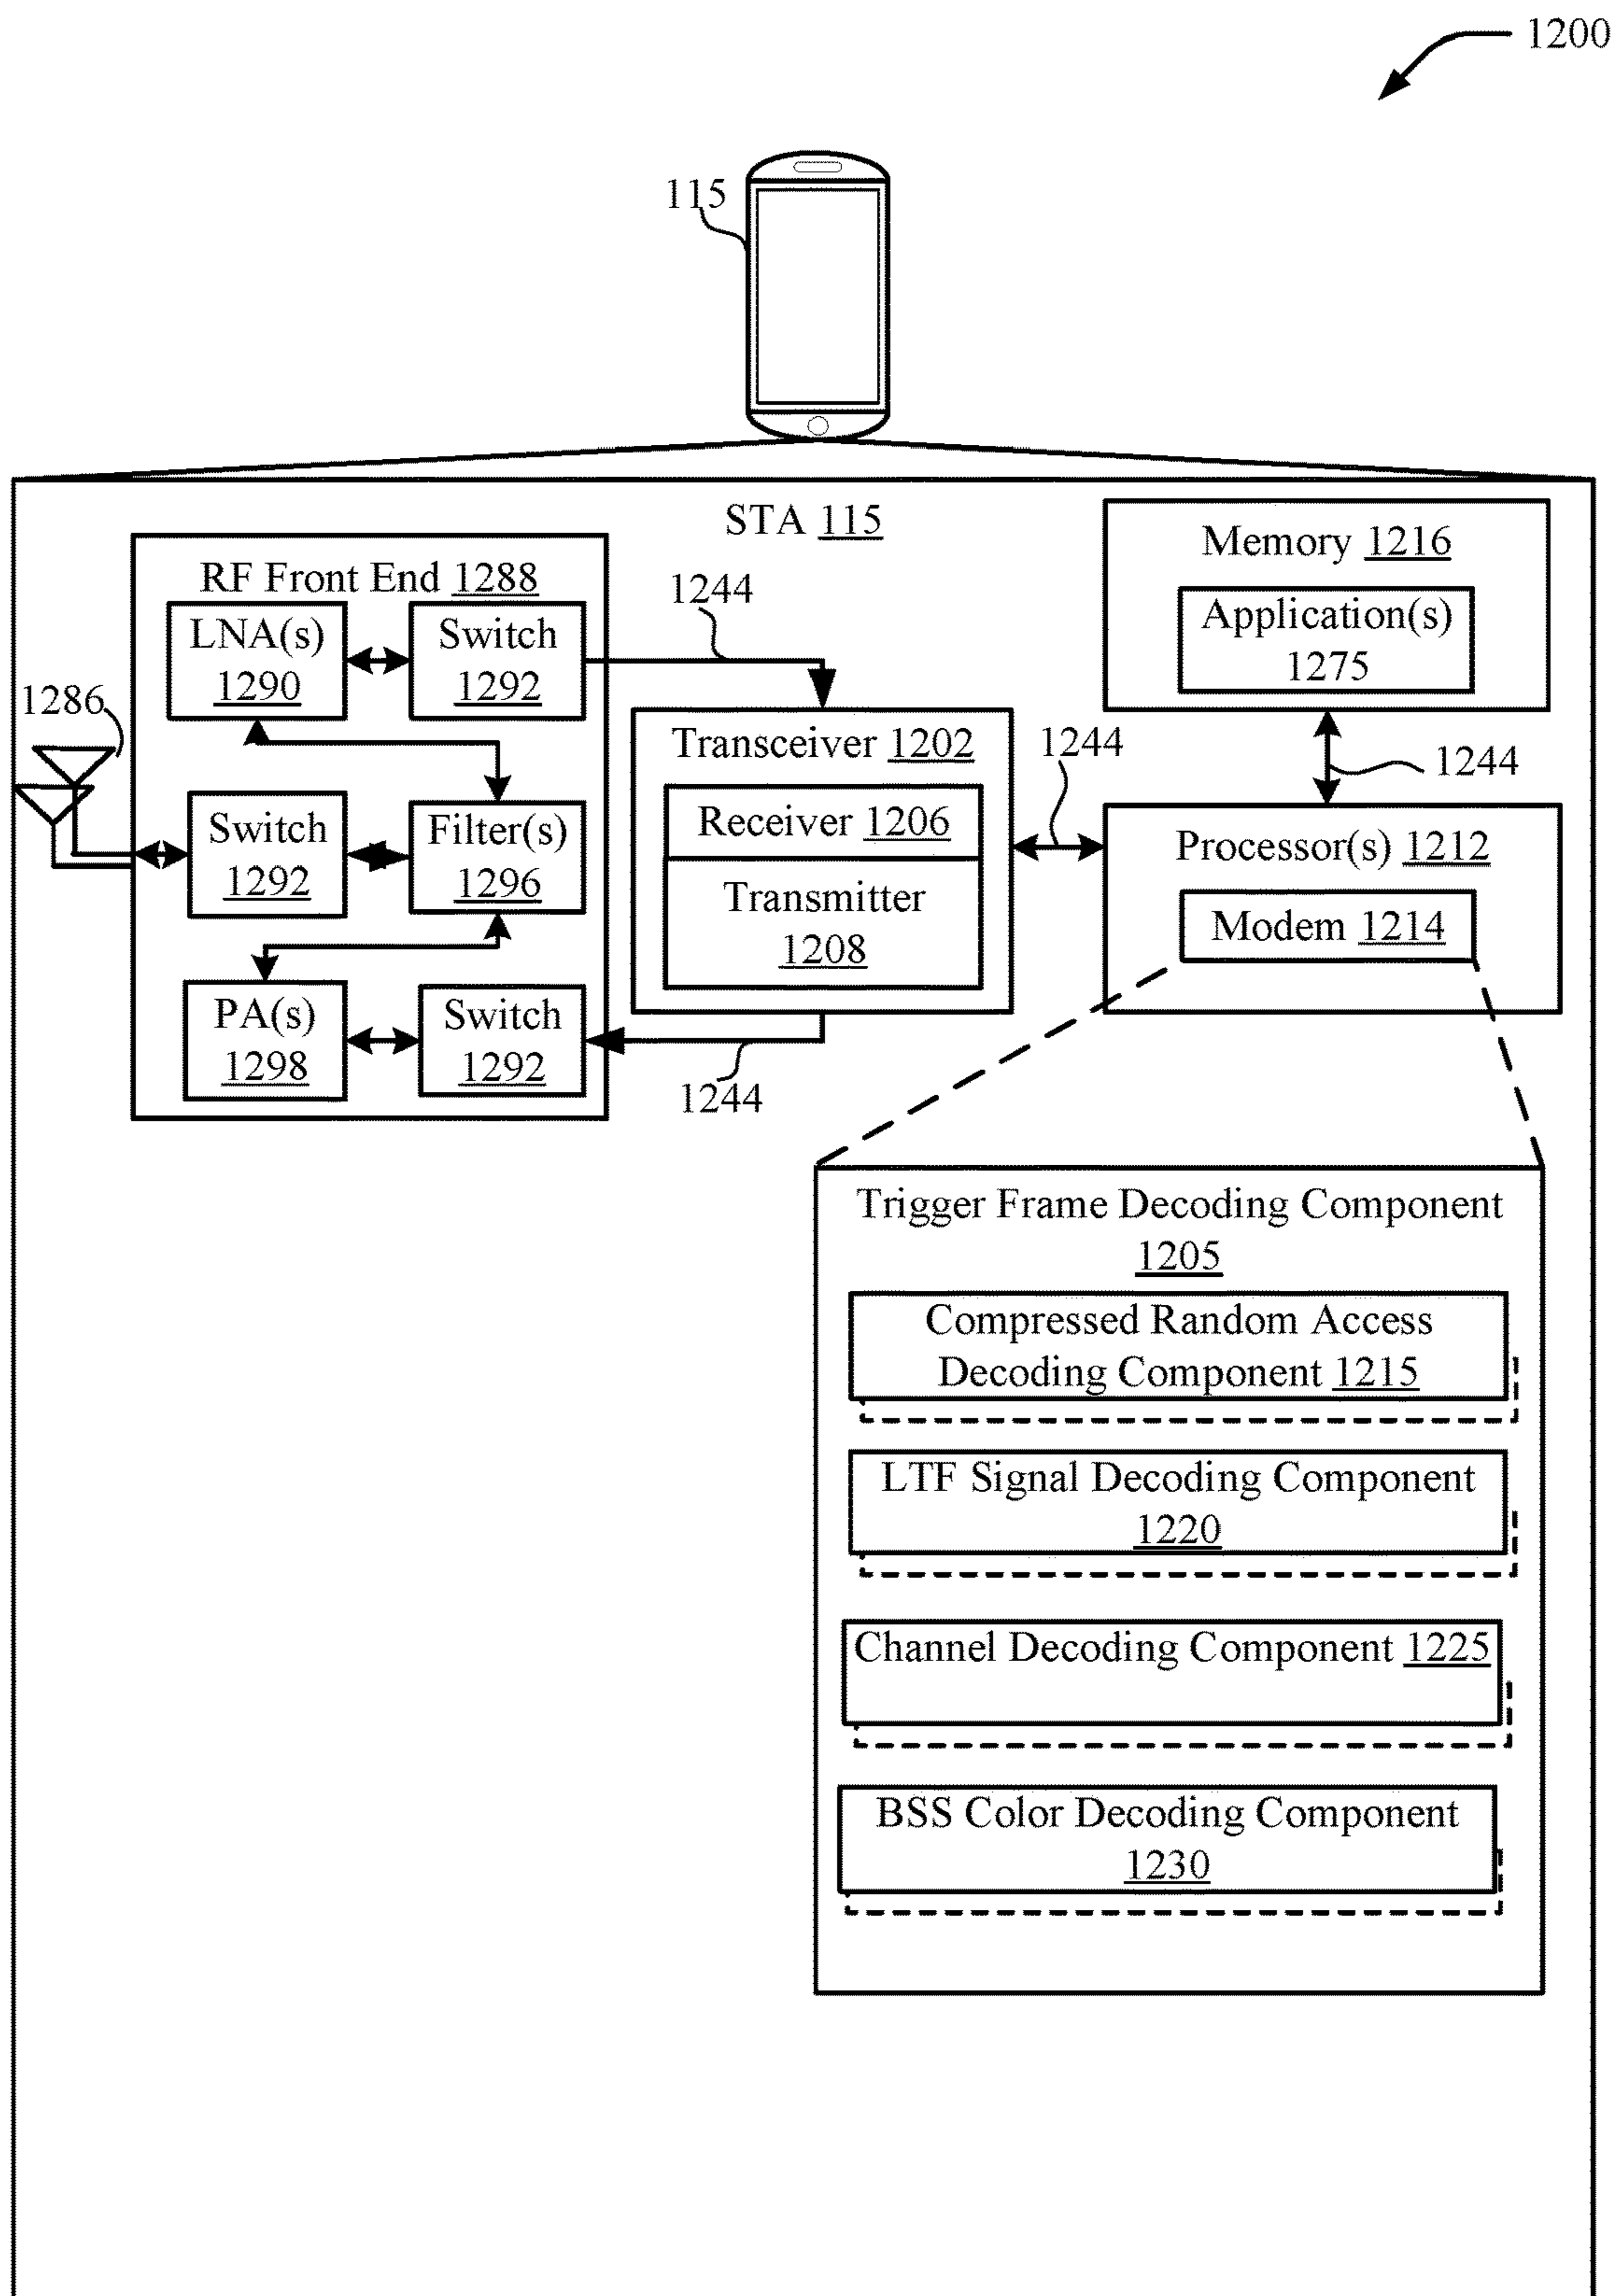 1200
115
STA 115
RF Front End 1288
LNA(s)
1290
Switch
1292
1244
Memory 1216
Application(s)
1275
1286
Switch
1292
Filter(s)
1296
Transceiver 1202
Receiver 1206
Transmitter
1208
1244
1244
Processor(s) 1212
Modem 1214
PA(s)
1298
Switch
1292
1244
Trigger Frame Decoding Component
1205
Compressed Random Access
Decoding Component 1215
LTF Signal Decoding Component
1220
Channel Decoding Component 1225
BSS Color Decoding Component
1230